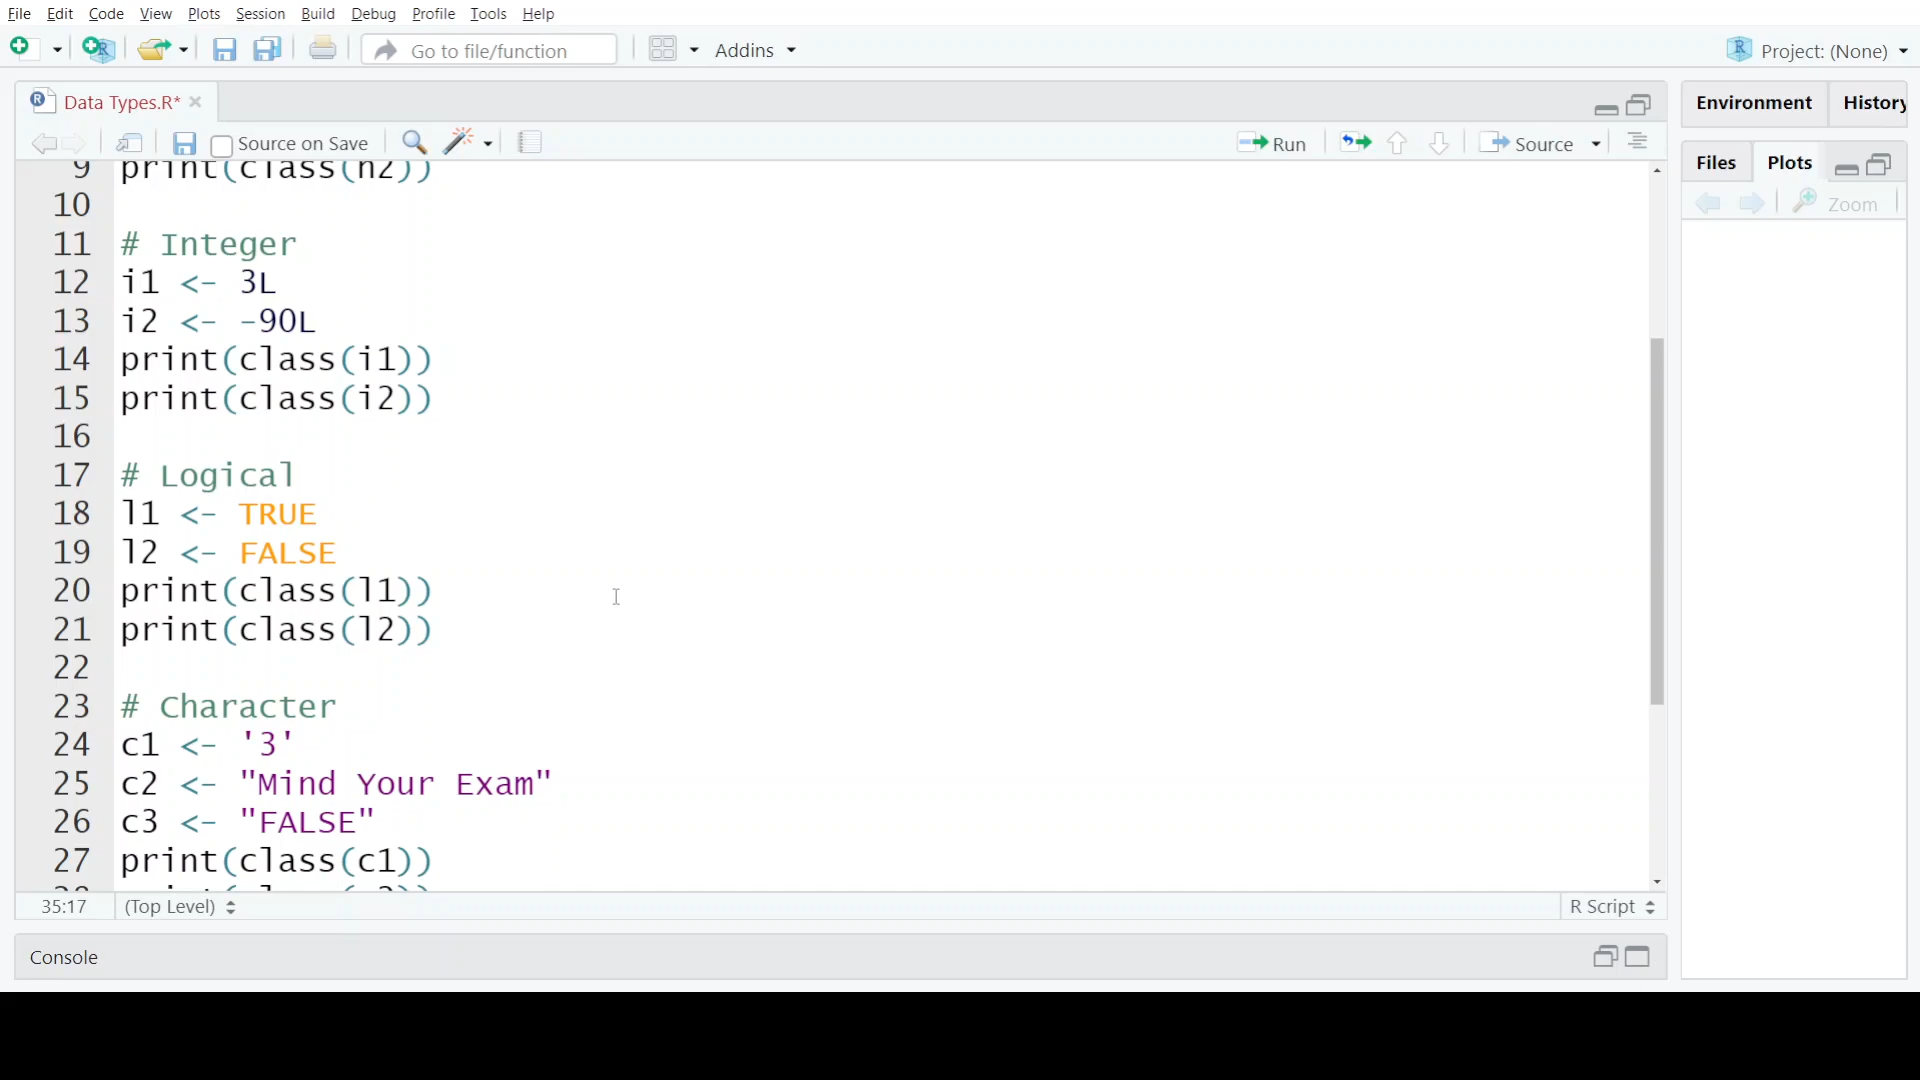 File Edit Code View Plots Session Build Debug Profile Tools Help
Go to file/function Addins Project: (None)
Data Types.R* Environment History
Source on Save Run Source Files Plots
Zoom
9 print(class(n2))
10
11 # Integer
12 i1 <- 3L
13 i2 <- -90L
14 print(class(i1))
15 print(class(i2))
16
17 # Logical
18 l1 <- TRUE
19 l2 <- FALSE
20 print(class(l1))
21 print(class(l2))
22
23 # Character
24 c1 <- '3'
25 c2 <- "Mind Your Exam"
26 c3 <- "FALSE"
27 print(class(c1))
35:17 (Top Level) R Script
Console